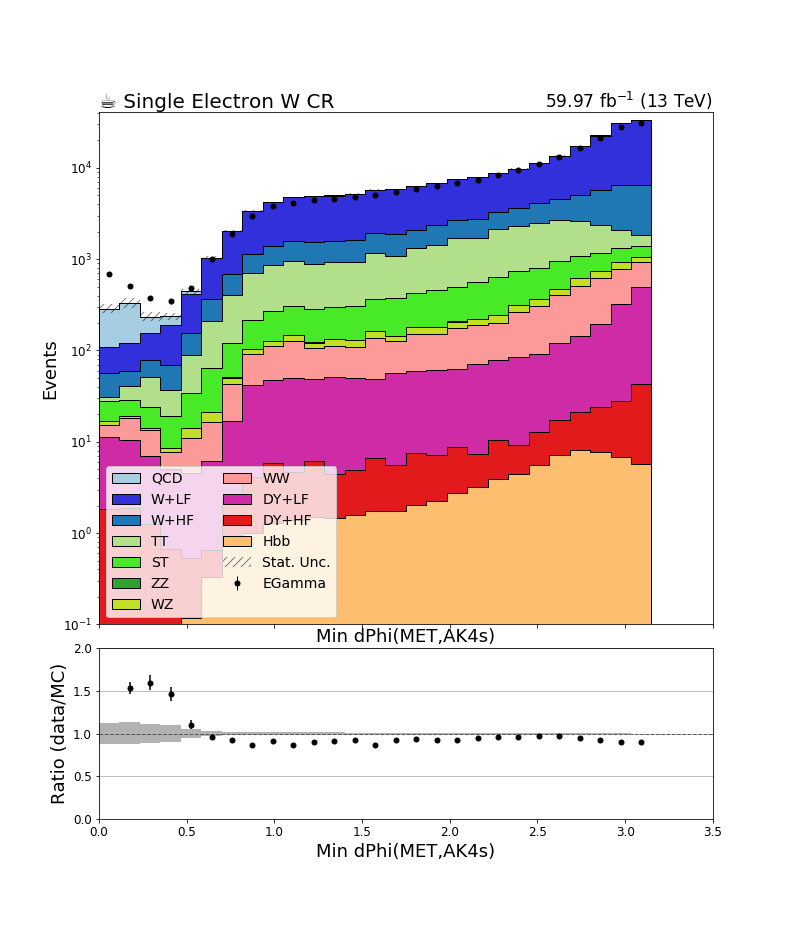 ☕ Single Electron W CR
59.97 fb⁻¹ (13 TeV)
Events
10⁴
10³
10²
10¹
10⁰
10⁻¹
QCD
W+LF
W+HF
TT
ST
ZZ
WZ
WW
DY+LF
DY+HF
Hbb
Stat. Unc.
EGamma
Min dPhi(MET,AK4s)
Ratio (data/MC)
2.0
1.5
1.0
0.5
0.0
0.0 0.5 1.0 1.5 2.0 2.5 3.0 3.5
Min dPhi(MET,AK4s)